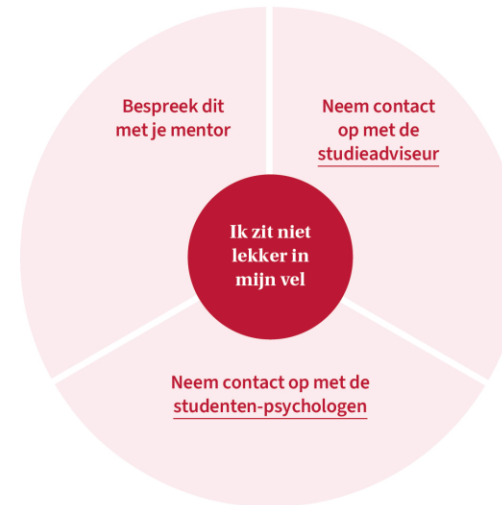 Bespreek dit
met je mentor
Neem contact
op met de
studieadviseur
Ik zit niet
lekker in
mijn vel
Neem contact op met de
studenten-psychologen